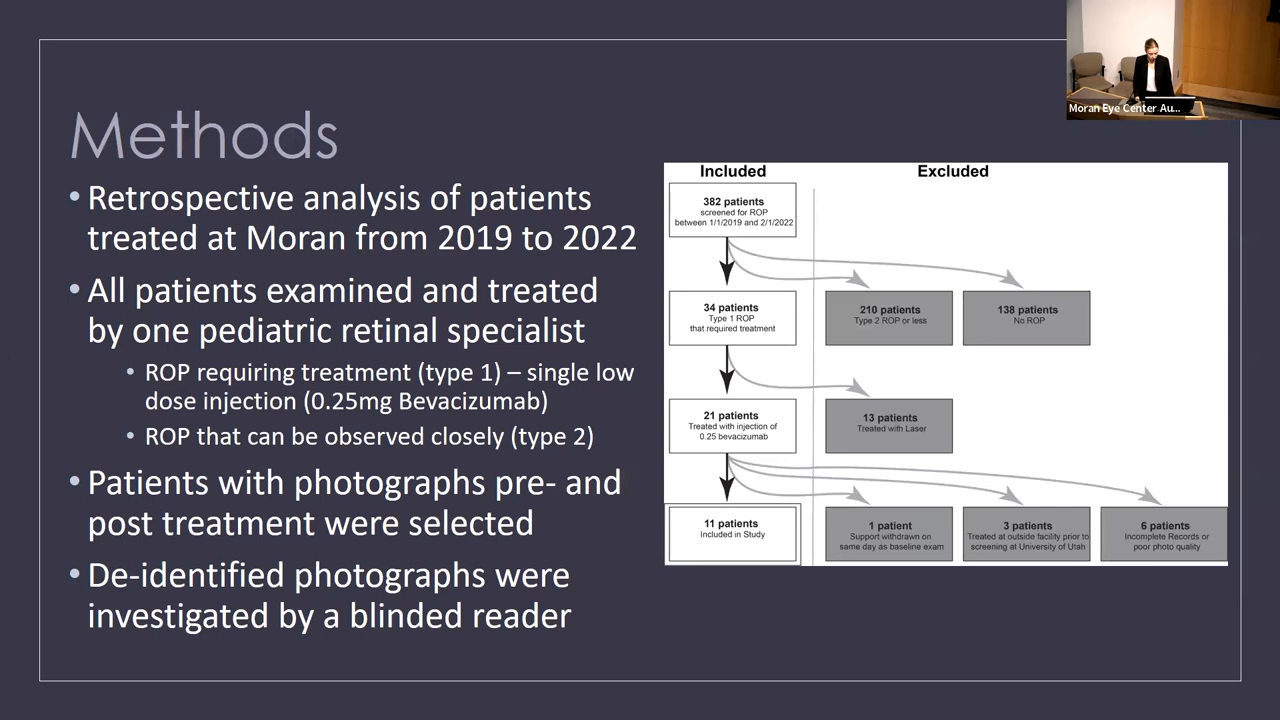 Moran Eye Center Au...
Methods
• Retrospective analysis of patients
treated at Moran from 2019 to 2022
• All patients examined and treated
by one pediatric retinal specialist
• ROP requiring treatment (type 1) – single low
dose injection (0.25mg Bevacizumab)
• ROP that can be observed closely (type 2)
• Patients with photographs pre- and
post treatment were selected
• De-identified photographs were
investigated by a blinded reader
Included
Excluded
382 patients
screened for ROP
between 1/1/2019 and 2/1/2022
34 patients
Type 1 ROP
that required treatment
210 patients
Type 2 ROP or less
138 patients
No ROP
21 patients
Treated with injection of
0.25 bevacizumab
13 patients
Treated with Laser
11 patients
Included in Study
1 patient
Support withdrawn on
same day as baseline exam
3 patients
Treated at outside facility prior to
screening at University of Utah
6 patients
Incomplete Records or
poor photo quality